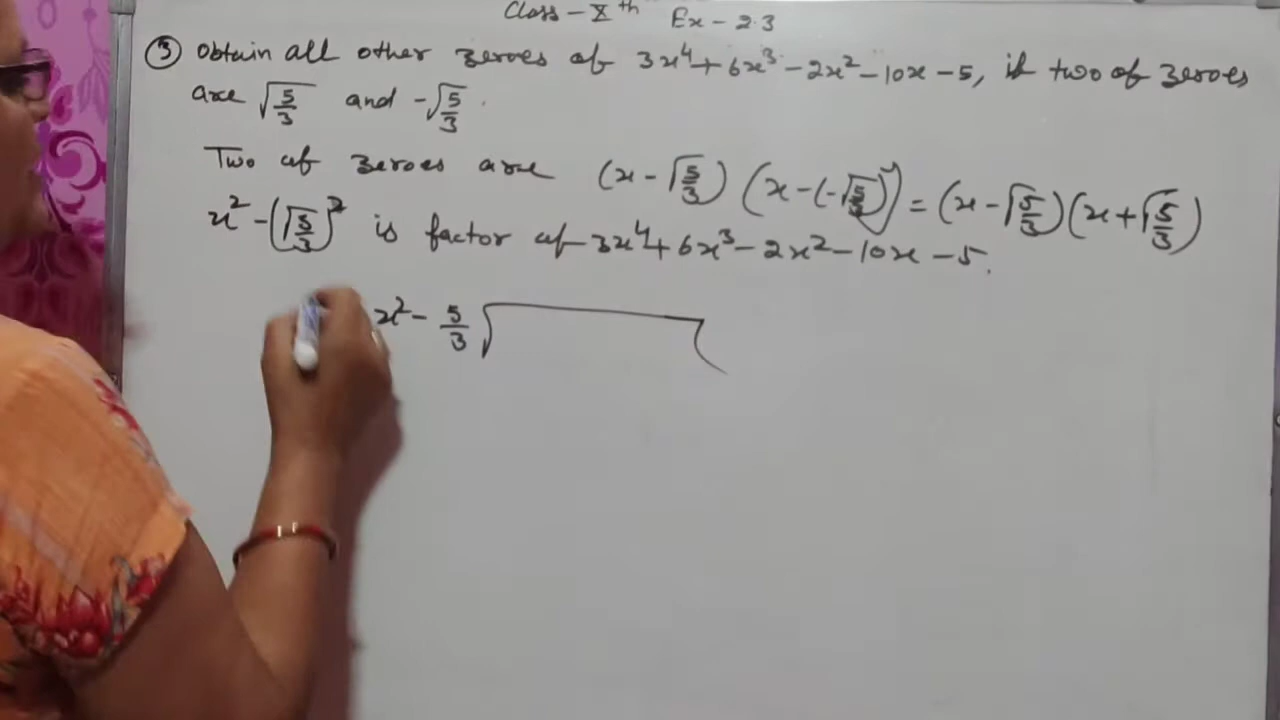 Class - Xth Ex - 2.3
③ Obtain all other zeroes of 3x⁴ + 6x³ - 2x² - 10x - 5, if two of zeroes
are √(5/3) and -√(5/3).
Two of zeroes are (x - √(5/3)) (x - (-√(5/3))) = (x - √(5/3)) (x + √(5/3))
x² - (√(5/3))² is factor of 3x⁴ + 6x³ - 2x² - 10x - 5.
x² - 5/3